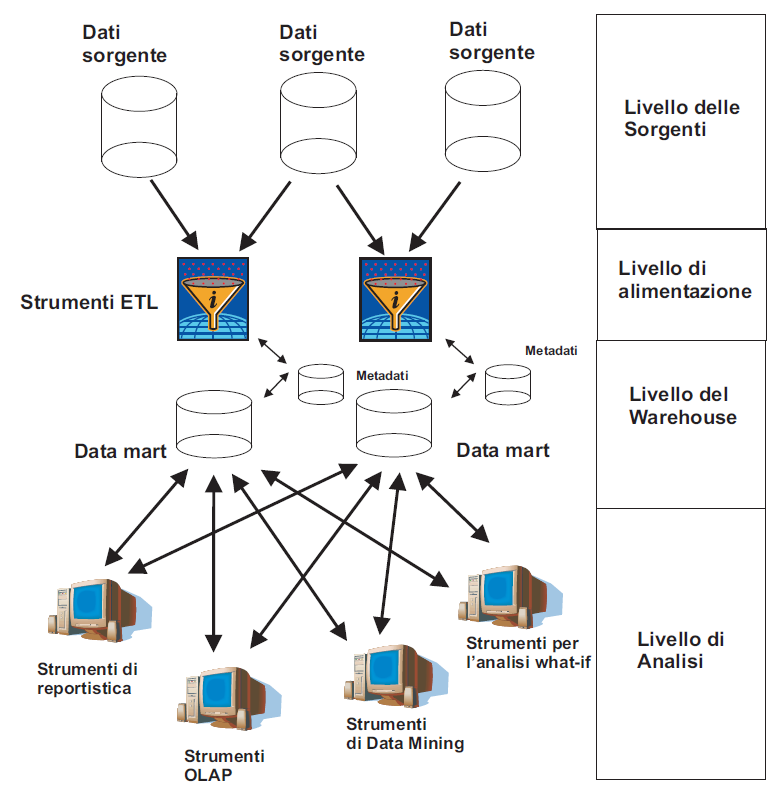 Dati
sorgente
Dati
sorgente
Dati
sorgente
Livello delle
Sorgenti
Strumenti ETL
i
i
Livello di
alimentazione
Metadati
Metadati
Livello del
Warehouse
Data mart
Data mart
Strumenti di
reportistica
Strumenti
OLAP
Strumenti
di Data Mining
Strumenti per
l'analisi what-if
Livello di
Analisi